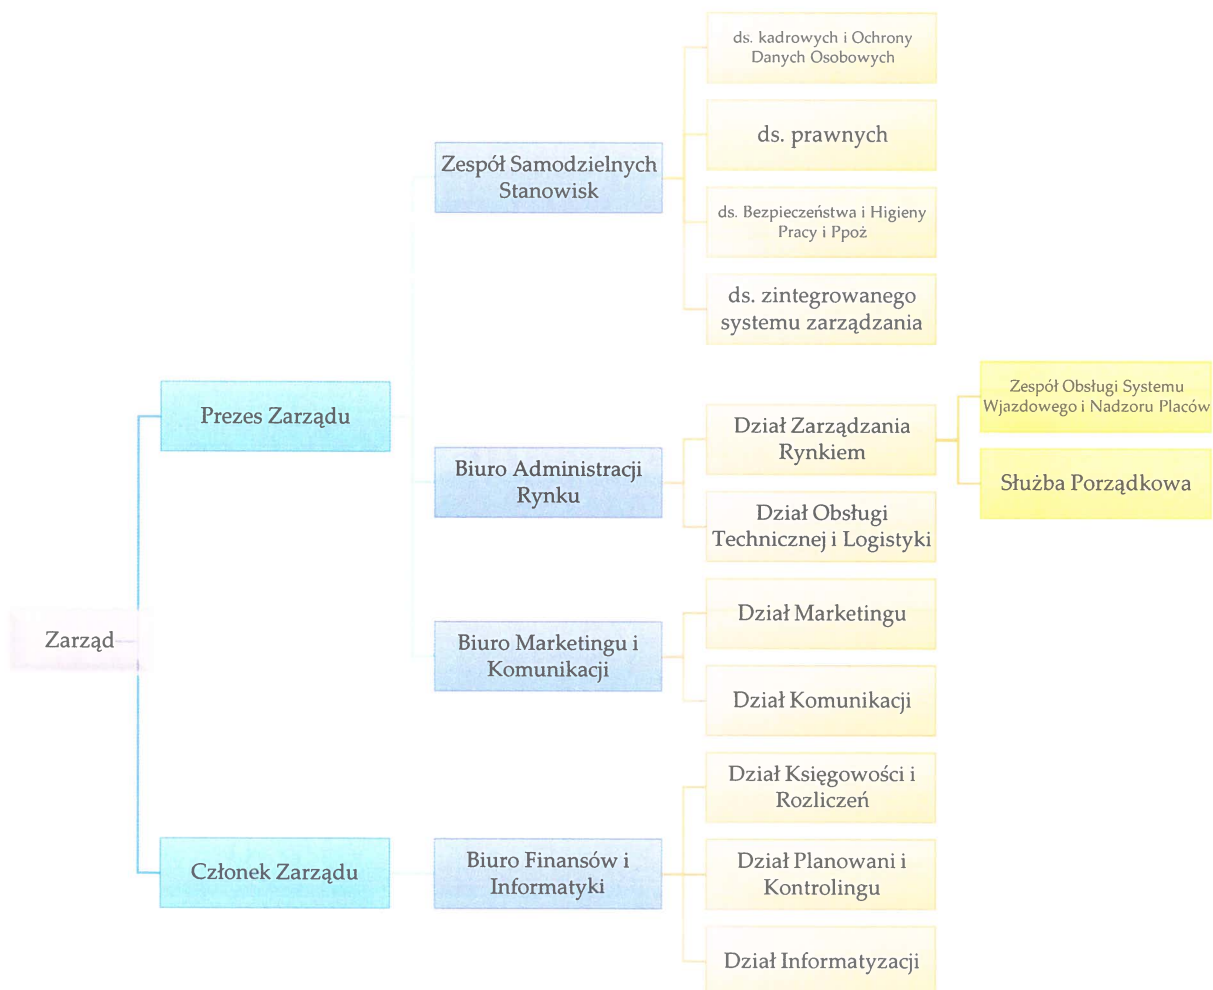 ds. kadrowych i Ochrony
Danych Osobowych
ds. prawnych
Zespół Samodzielnych
Stanowisk
ds. Bezpieczeństwa i Higieny
Pracy i Ppoż
ds. zintegrowanego
systemu zarządzania
Prezes Zarządu
Zespół Obsługi Systemu
Wjazdowego i Nadzoru Placów
Dział Zarządzania
Rynkiem
Służba Porządkowa
Biuro Administracji
Rynku
Dział Obsługi
Technicznej i Logistyki
Zarząd
Dział Marketingu
Biuro Marketingu i
Komunikacji
Dział Komunikacji
Dział Księgowości i
Rozliczeń
Członek Zarządu
Biuro Finansów i
Informatyki
Dział Planowani i
Kontrolingu
Dział Informatyzacji